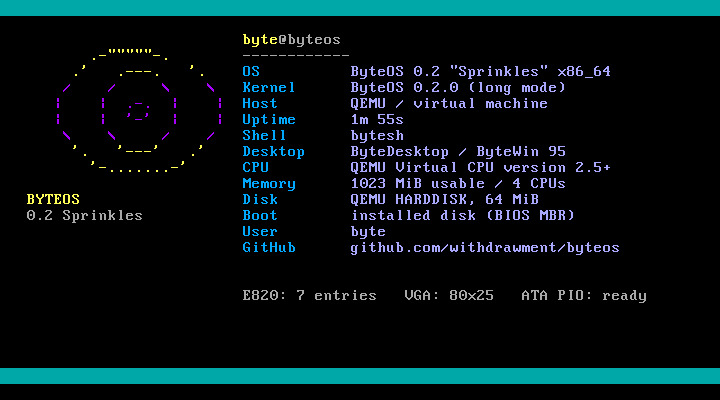 byte@byteos
------------
OS ByteOS 0.2 "Sprinkles" x86_64
Kernel ByteOS 0.2.0 (long mode)
Host QEMU / virtual machine
Uptime 1m 55s
Shell bytesh
Desktop ByteDesktop / ByteWin 95
CPU QEMU Virtual CPU version 2.5+
Memory 1023 MiB usable / 4 CPUs
Disk QEMU HARDDISK, 64 MiB
Boot installed disk (BIOS MBR)
User byte
GitHub github.com/withdrawment/byteos
BYTEOS
0.2 Sprinkles
E820: 7 entries VGA: 80x25 ATA PIO: ready